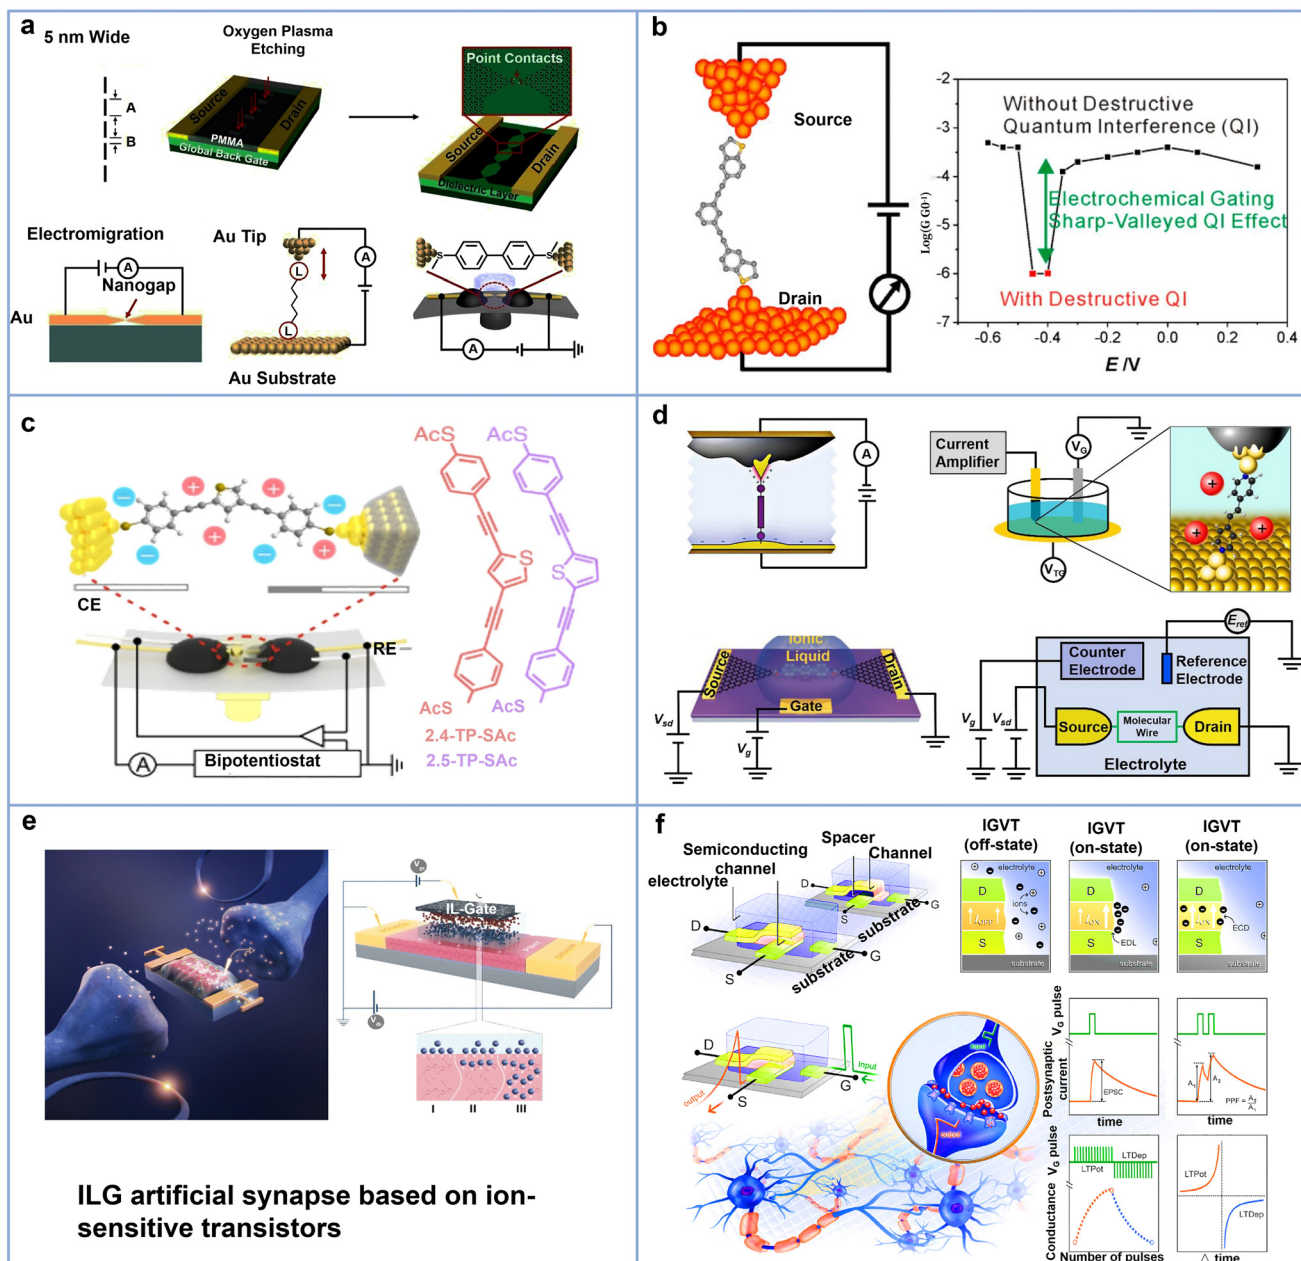 a
5 nm Wide
Oxygen Plasma
Etching
A
B
Source
Drain
PMMA
Global Back Gate
Point Contacts
Source
Drain
Dielectric Layer
Electromigration
A
Nanogap
Au
Au Tip
L
A
L
Au Substrate
S
S
A
b
Source
Drain
Without Destructive
Quantum Interference (QI)
Electrochemical Gating
Sharp-Valleyed QI Effect
With Destructive QI
Log(G G0⁻¹)
-3
-4
-5
-6
-7
-0.6
-0.4
-0.2
0.0
0.2
0.4
E /V
c
CE
RE
A
Bipotentiostat
AcS
AcS
S
S
AcS
AcS
2.4-TP-SAc
2.5-TP-SAc
d
A
Current
Amplifier
VG
VTG
Ionic
Liquid
Source
Drain
Gate
Vsd
Vg
Eref
Counter
Electrode
Reference
Electrode
Vg
Vsd
Source
Molecular
Wire
Drain
Electrolyte
e
IL-Gate
I
II
III
ILG artificial synapse based on ion-
sensitive transistors
f
Semiconducting
channel
electrolyte
Spacer
Channel
D
S
G
substrate
D
S
G
substrate
IGVT
(off-state)
IGVT
(on-state)
IGVT
(on-state)
electrolyte
D
OFF
ions
S
substrate
electrolyte
D
ON
S
EDL
substrate
electrolyte
D
ON
ECD
S
substrate
D
S
G
input
output
VG pulse
Postsynaptic
current
EPSC
time
A1
A2
PPF = A2/A1
time
VG pulse
LTPot
LTDep
Conductance
Number of pulses
LTPot
LTDep
△ time